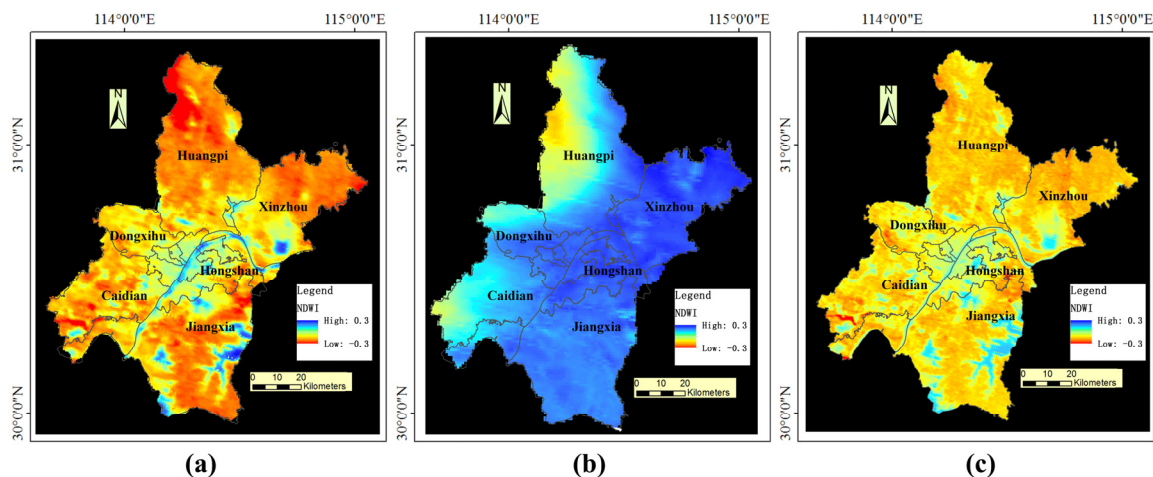 114°0'0"E
115°0'0"E
114°0'0"E
115°0'0"E
114°0'0"E
115°0'0"E
31°0'0"N
30°0'0"N
N
Huangpi
Xinzhou
Dongxihu
Hongshan
Caidian
Jiangxia
Legend
NDWI
High: 0.3
Low: -0.3
0 10 20
Kilometers
(a)
31°0'0"N
30°0'0"N
N
Huangpi
Xinzhou
Dongxihu
Hongshan
Caidian
Jiangxia
Legend
NDWI
High: 0.3
Low: -0.3
0 10 20
Kilometers
(b)
31°0'0"N
30°0'0"N
N
Huangpi
Xinzhou
Dongxihu
Hongshan
Caidian
Jiangxia
Legend
NDWI
High: 0.3
Low: -0.3
0 10 20
Kilometers
(c)